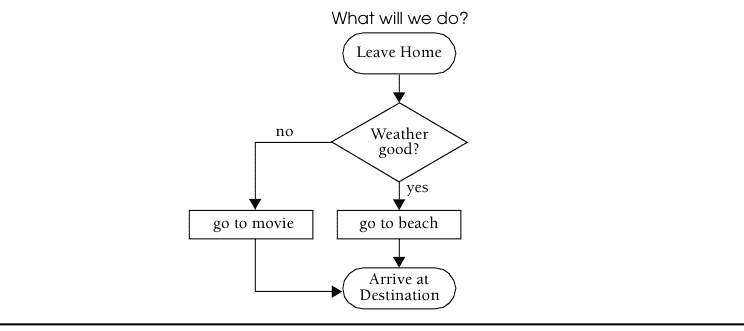 What will we do?
Leave Home
Weather
good?
no
yes
go to movie
go to beach
Arrive at
Destination